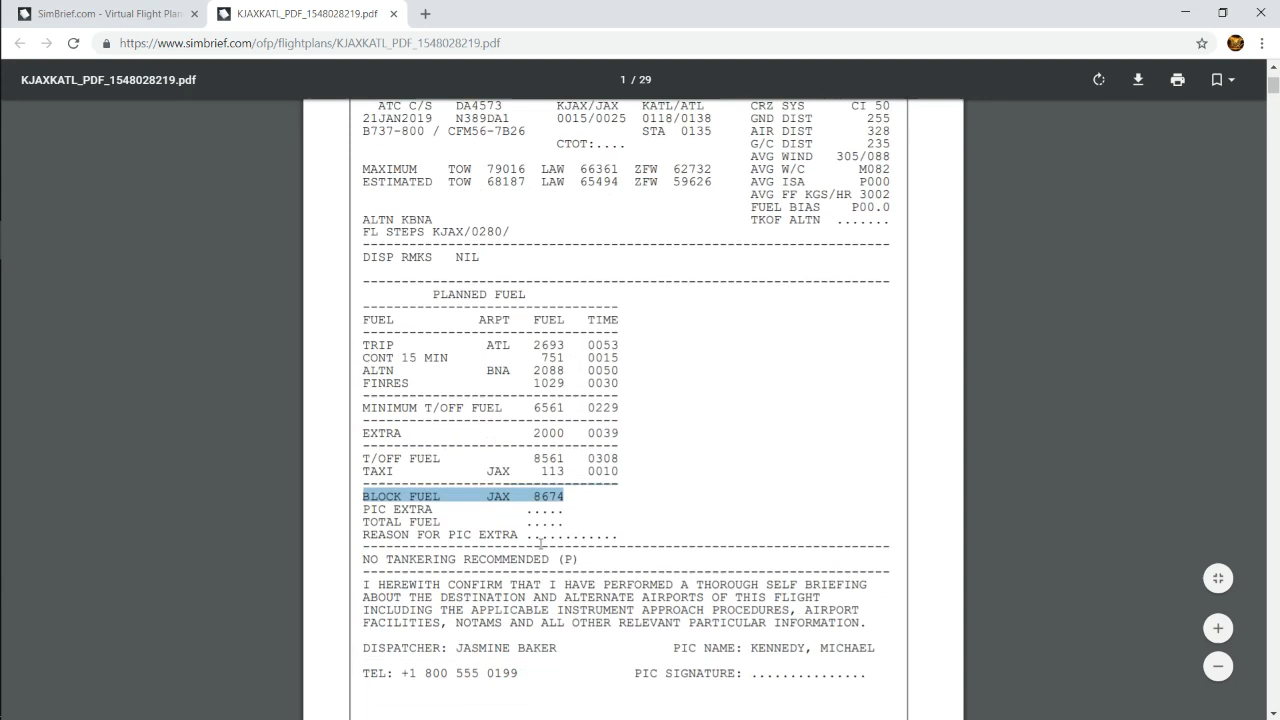 SimBrief.com - Virtual Flight Plan
KJAXKATL_PDF_1548028219.pdf
https://www.simbrief.com/ofp/flightplans/KJAXKATL_PDF_1548028219.pdf
KJAXKATL_PDF_1548028219.pdf 1 / 29
ATC C/S DA4573 KJAX/JAX KATL/ATL CRZ SYS CI 50
21JAN2019 N389DA1 0015/0025 0118/0138 GND DIST 255
B737-800 / CFM56-7B26 STA 0135 AIR DIST 328
CTOT:.... G/C DIST 235
AVG WIND 305/088
MAXIMUM TOW 79016 LAW 66361 ZFW 62732 AVG W/C M082
ESTIMATED TOW 68187 LAW 65494 ZFW 59626 AVG ISA P000
AVG FF KGS/HR 3002
FUEL BIAS P00.0
ALTN KBNA TKOF ALTN .......
FL STEPS KJAX/0280/
DISP RMKS NIL
PLANNED FUEL
FUEL ARPT FUEL TIME
TRIP ATL 2693 0053
CONT 15 MIN 751 0015
ALTN BNA 2088 0050
FINRES 1029 0030
MINIMUM T/OFF FUEL 6561 0229
EXTRA 2000 0039
T/OFF FUEL 8561 0308
TAXI JAX 113 0010
BLOCK FUEL JAX 8674
PIC EXTRA .....
TOTAL FUEL .....
REASON FOR PIC EXTRA ............
NO TANKERING RECOMMENDED (P)
I HEREWITH CONFIRM THAT I HAVE PERFORMED A THOROUGH SELF BRIEFING
ABOUT THE DESTINATION AND ALTERNATE AIRPORTS OF THIS FLIGHT
INCLUDING THE APPLICABLE INSTRUMENT APPROACH PROCEDURES, AIRPORT
FACILITIES, NOTAMS AND ALL OTHER RELEVANT PARTICULAR INFORMATION.
DISPATCHER: JASMINE BAKER PIC NAME: KENNEDY, MICHAEL
TEL: +1 800 555 0199 PIC SIGNATURE: ...............